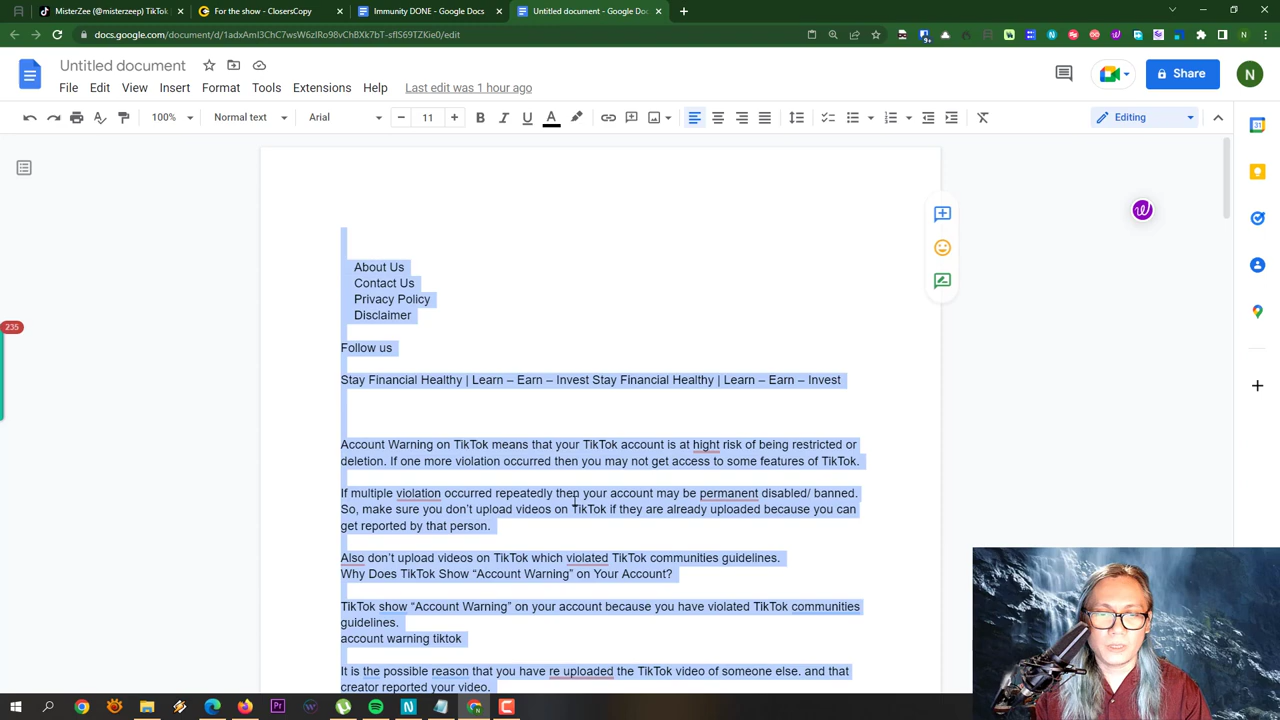 MisterZee (@misterzeep) TikTok
For the show - ClosersCopy
Immunity DONE - Google Docs
Untitled document - Google Doc
docs.google.com/document/d/1adxAmI3ChC7wsW6zIRo98vChBXk7bT-sflS69TZKie0/edit
Untitled document
File Edit View Insert Format Tools Extensions Help Last edit was 1 hour ago
Share
N
100% Normal text Arial 11 B I U A
Editing
235
About Us
Contact Us
Privacy Policy
Disclaimer
Follow us
Stay Financial Healthy | Learn – Earn – Invest Stay Financial Healthy | Learn – Earn – Invest
Account Warning on TikTok means that your TikTok account is at hight risk of being restricted or
deletion. If one more violation occurred then you may not get access to some features of TikTok.
If multiple violation occurred repeatedly then your account may be permanent disabled/ banned.
So, make sure you don’t upload videos on TikTok if they are already uploaded because you can
get reported by that person.
Also don’t upload videos on TikTok which violated TikTok communities guidelines.
Why Does TikTok Show “Account Warning” on Your Account?
TikTok show “Account Warning” on your account because you have violated TikTok communities
guidelines.
account warning tiktok
It is the possible reason that you have re uploaded the TikTok video of someone else. and that
creator reported your video.